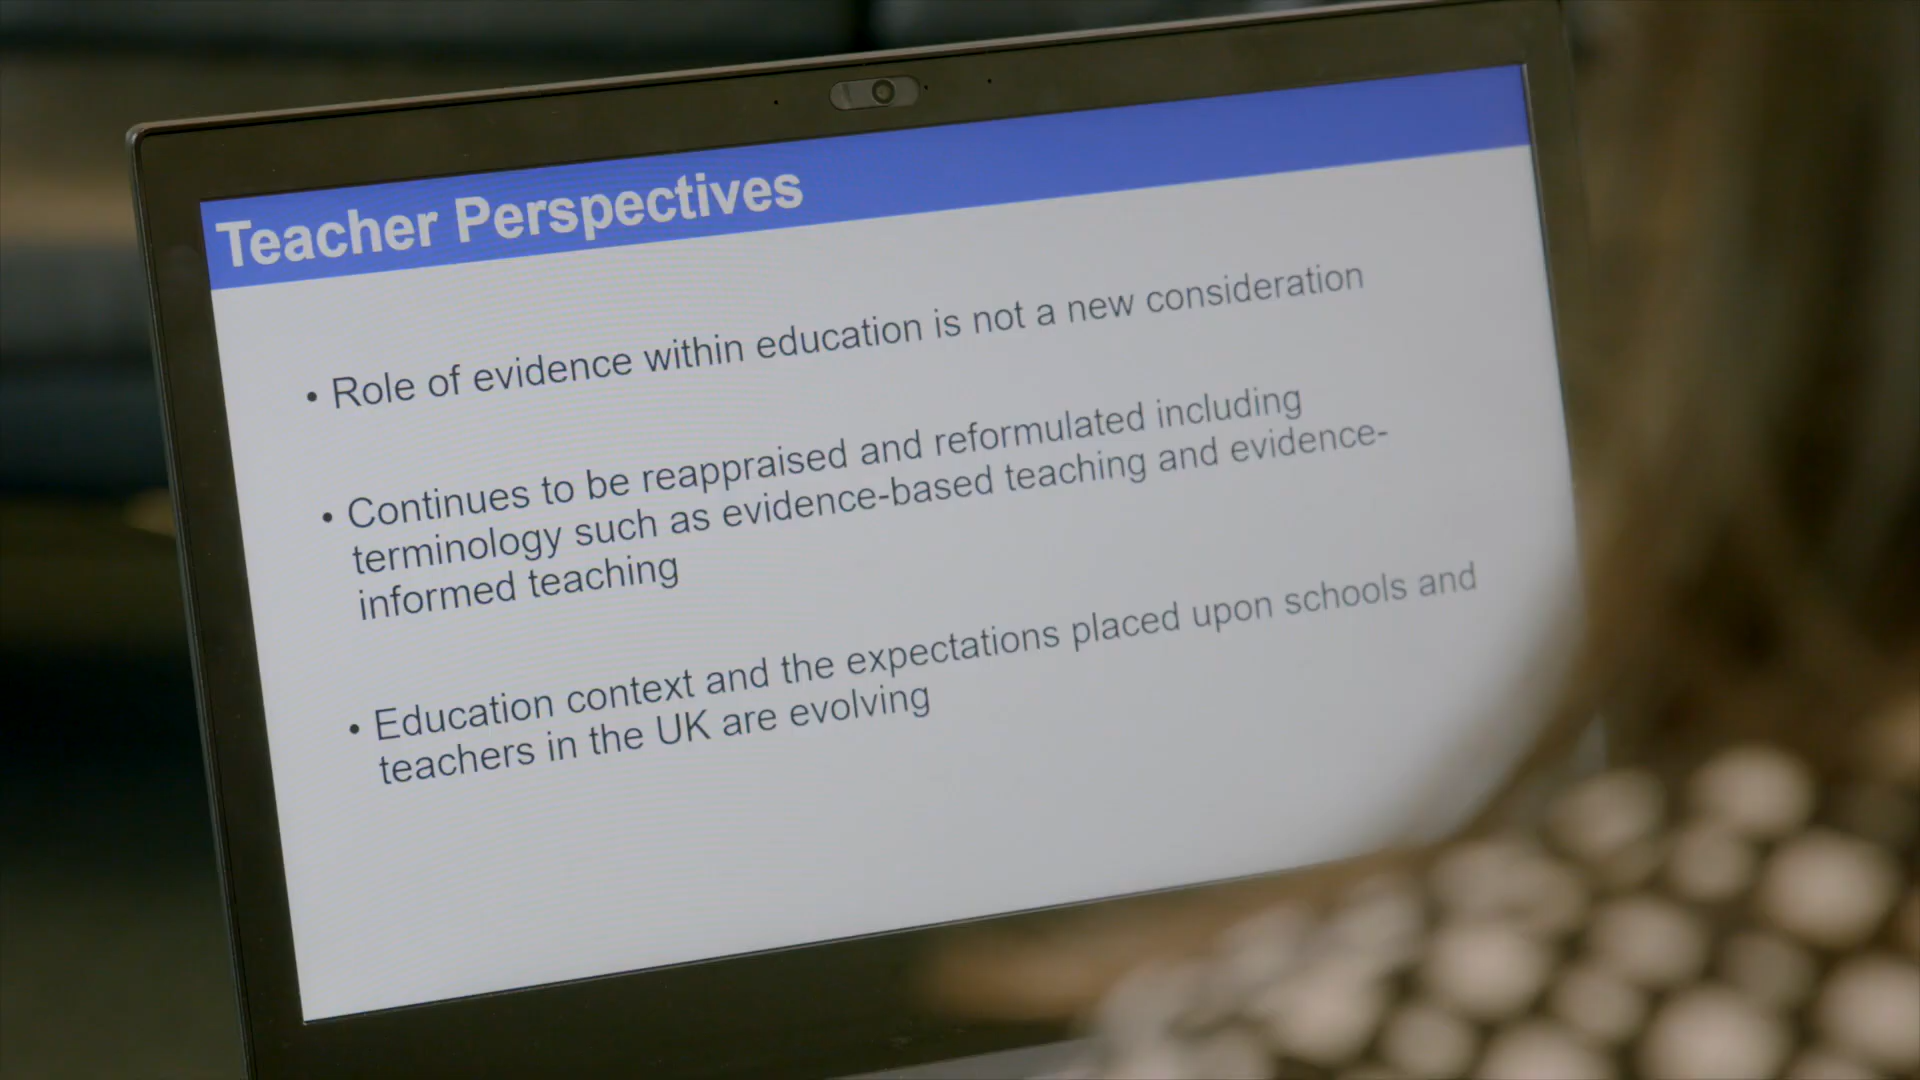 Teacher Perspectives
• Role of evidence within education is not a new consideration
• Continues to be reappraised and reformulated including
terminology such as evidence-based teaching and evidence-
informed teaching
• Education context and the expectations placed upon schools and
teachers in the UK are evolving